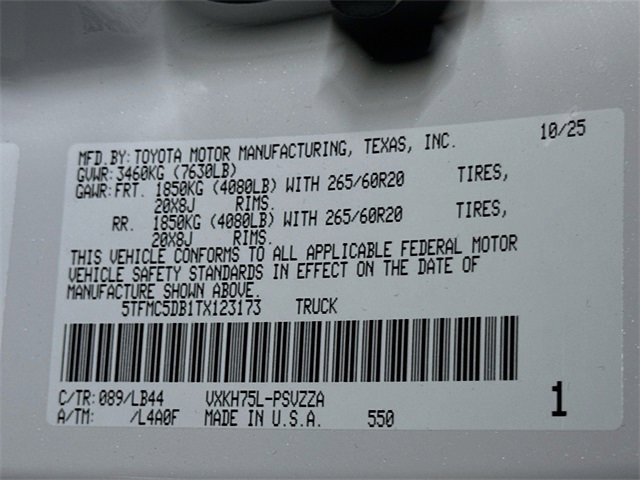 MFD.BY: TOYOTA MOTOR MANUFACTURING, TEXAS, INC. 10/25
GVWR: 3460KG (7630LB)
GAWR: FRT. 1850KG (4080LB) WITH 265/60R20 TIRES,
20X8J RIMS.
RR. 1850KG (4080LB) WITH 265/60R20 TIRES,
20X8J RIMS.
THIS VEHICLE CONFORMS TO ALL APPLICABLE FEDERAL MOTOR
VEHICLE SAFETY STANDARDS IN EFFECT ON THE DATE OF
MANUFACTURE SHOWN ABOVE.
5TFMC5DB1TX123173 TRUCK
C/TR: 089/LB44 VXKH75L-PSVZZA 1
A/TM: /L4A0F MADE IN U.S.A. 550